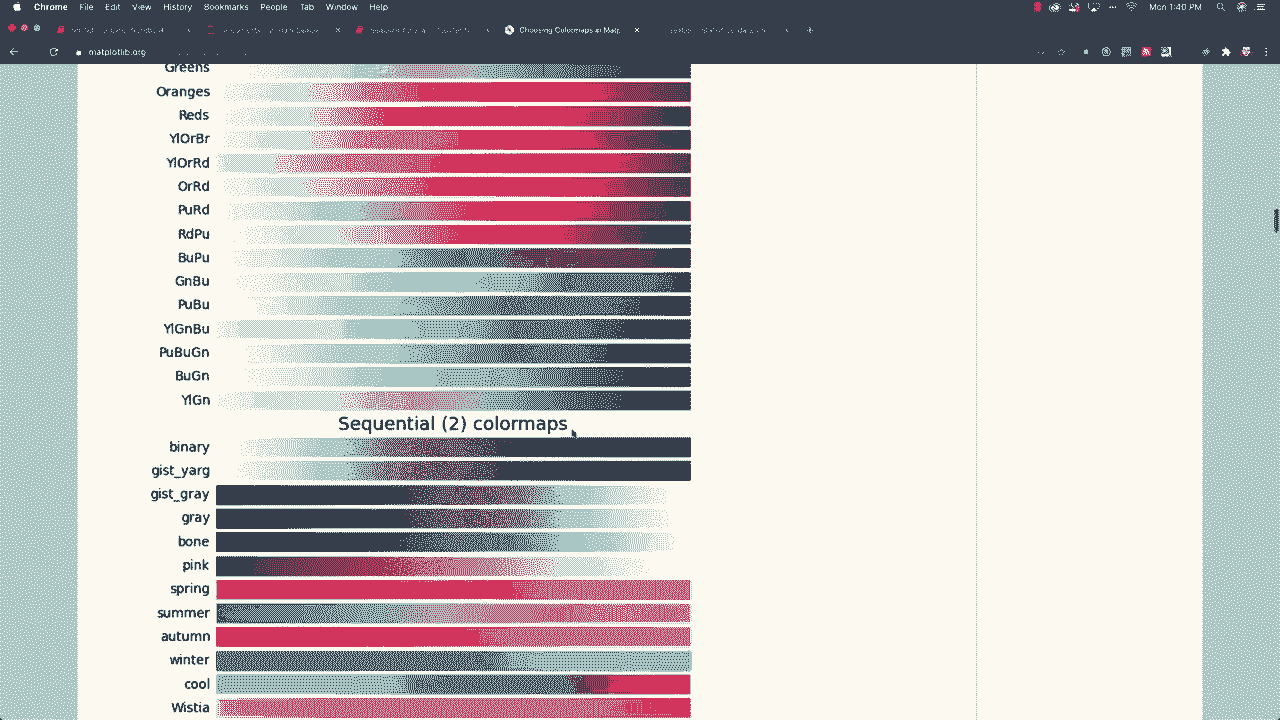 Chrome File Edit View History Bookmarks People Tab Window Help Mon 1:40 PM
Choosing Colormaps in Matp
matplotlib.org
Greens
Oranges
Reds
YlOrBr
YlOrRd
OrRd
PuRd
RdPu
BuPu
GnBu
PuBu
YlGnBu
PuBuGn
BuGn
YlGn
Sequential (2) colormaps
binary
gist_yarg
gist_gray
gray
bone
pink
spring
summer
autumn
winter
cool
Wistia